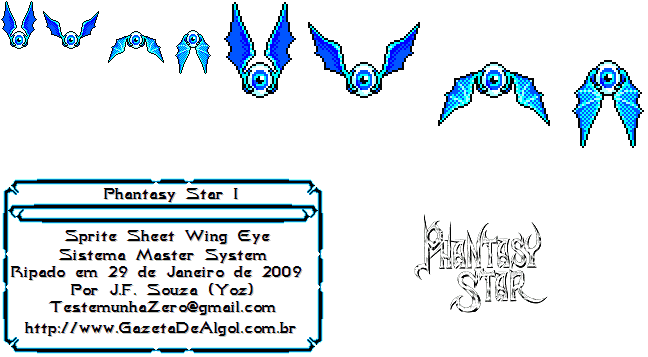 Phantasy Star I
Sprite Sheet Wing Eye
Sistema Master System
Ripado em 29 de Janeiro de 2009
Por J.F. Souza (Yoz)
TestemunhaZero@gmail.com
http://www.GazetaDeAlgol.com.br
PHANTASY
STAR